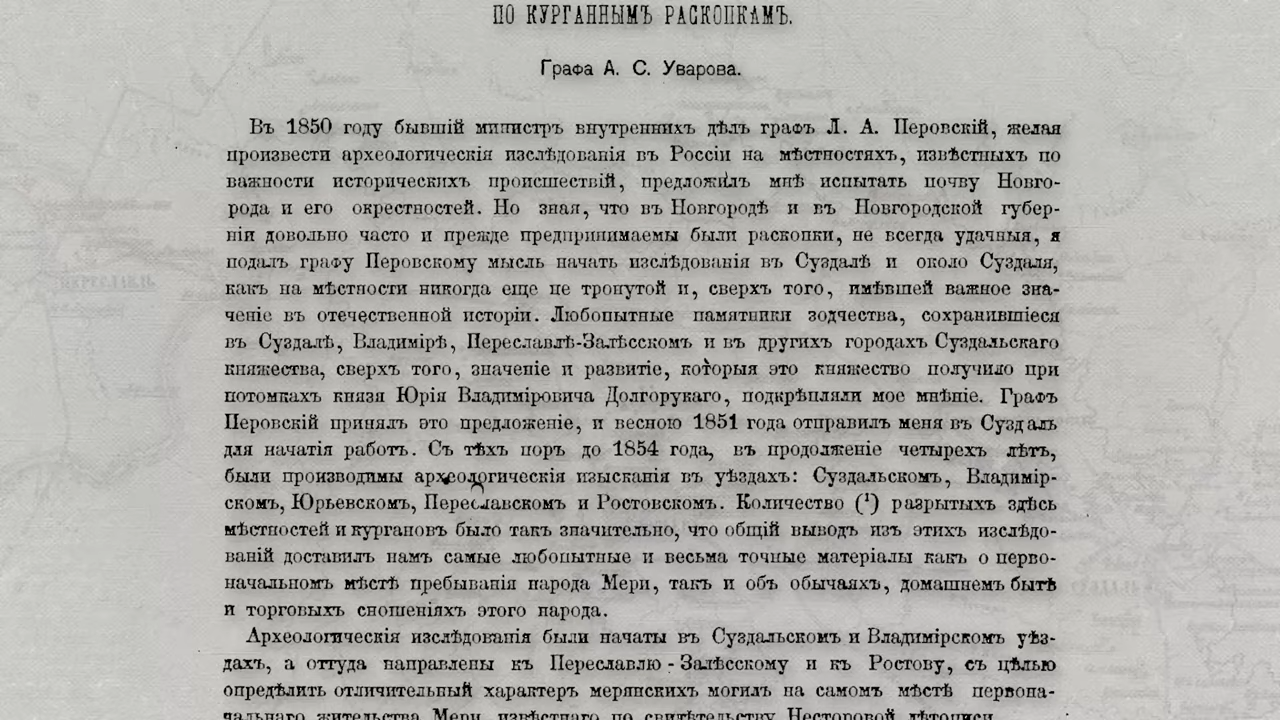 ПО КУРГАННЫМЪ РАСКОПКАМЪ.
Графа А. С. Уварова.
Въ 1850 году бывшій министръ внутреннихъ дѣлъ графъ Л. А. Перовскій, желая
произвести археологическія изслѣдованія въ Россіи на мѣстностяхъ, извѣстныхъ по
важности историческихъ происшествій, предложилъ мнѣ испытать почву Новго-
рода и его окрестностей. Но зная, что въ Новгородѣ и въ Новгородской губер-
ніи довольно часто и прежде предпринимаемы были раскопки, не всегда удачныя, я
подалъ графу Перовскому мысль начать изслѣдованія въ Суздалѣ и около Суздаля,
какъ на мѣстности никогда еще не тронутой и, сверхъ того, имѣвшей важное зна-
ченіе въ отечественной исторіи. Любопытные памятники зодчества, сохранившіеся
въ Суздалѣ, Владимірѣ, Переславлѣ-Залѣсскомъ и въ другихъ городахъ Суздальскаго
княжества, сверхъ того, значеніе и развитіе, которыя это княжество получило при
потомкахъ князя Юрія Владиміровича Долгорукаго, подкрѣпляли мое мнѣніе. Графъ
Перовскій принялъ это предложеніе, и весною 1851 года отправилъ меня въ Суздаль
для начатія работъ. Съ тѣхъ поръ до 1854 года, въ продолженіе четырехъ лѣтъ,
были производимы археологическія изысканія въ уѣздахъ: Суздальскомъ, Владимір-
скомъ, Юрьевскомъ, Переславскомъ и Ростовскомъ. Количество (¹) разрытыхъ здѣсь
мѣстностей и кургановъ было такъ значительно, что общій выводъ изъ этихъ изслѣдо-
ваній доставилъ намъ самые любопытные и весьма точные матеріалы какъ о перво-
начальномъ мѣстѣ пребыванія народа Мери, такъ и объ обычаяхъ, домашнемъ бытѣ
и торговыхъ сношеніяхъ этого народа.
Археологическія изслѣдованія были начаты въ Суздальскомъ и Владимірскомъ уѣз-
дахъ, а оттуда направлены къ Переславлю - Залѣсскому и къ Ростову, съ цѣлью
опредѣлить отличительный характеръ мерянскихъ могилъ на самомъ мѣстѣ первона-
чальнаго жительства Мери, извѣстнаго по свитѣтельству Несторовой лѣтописи